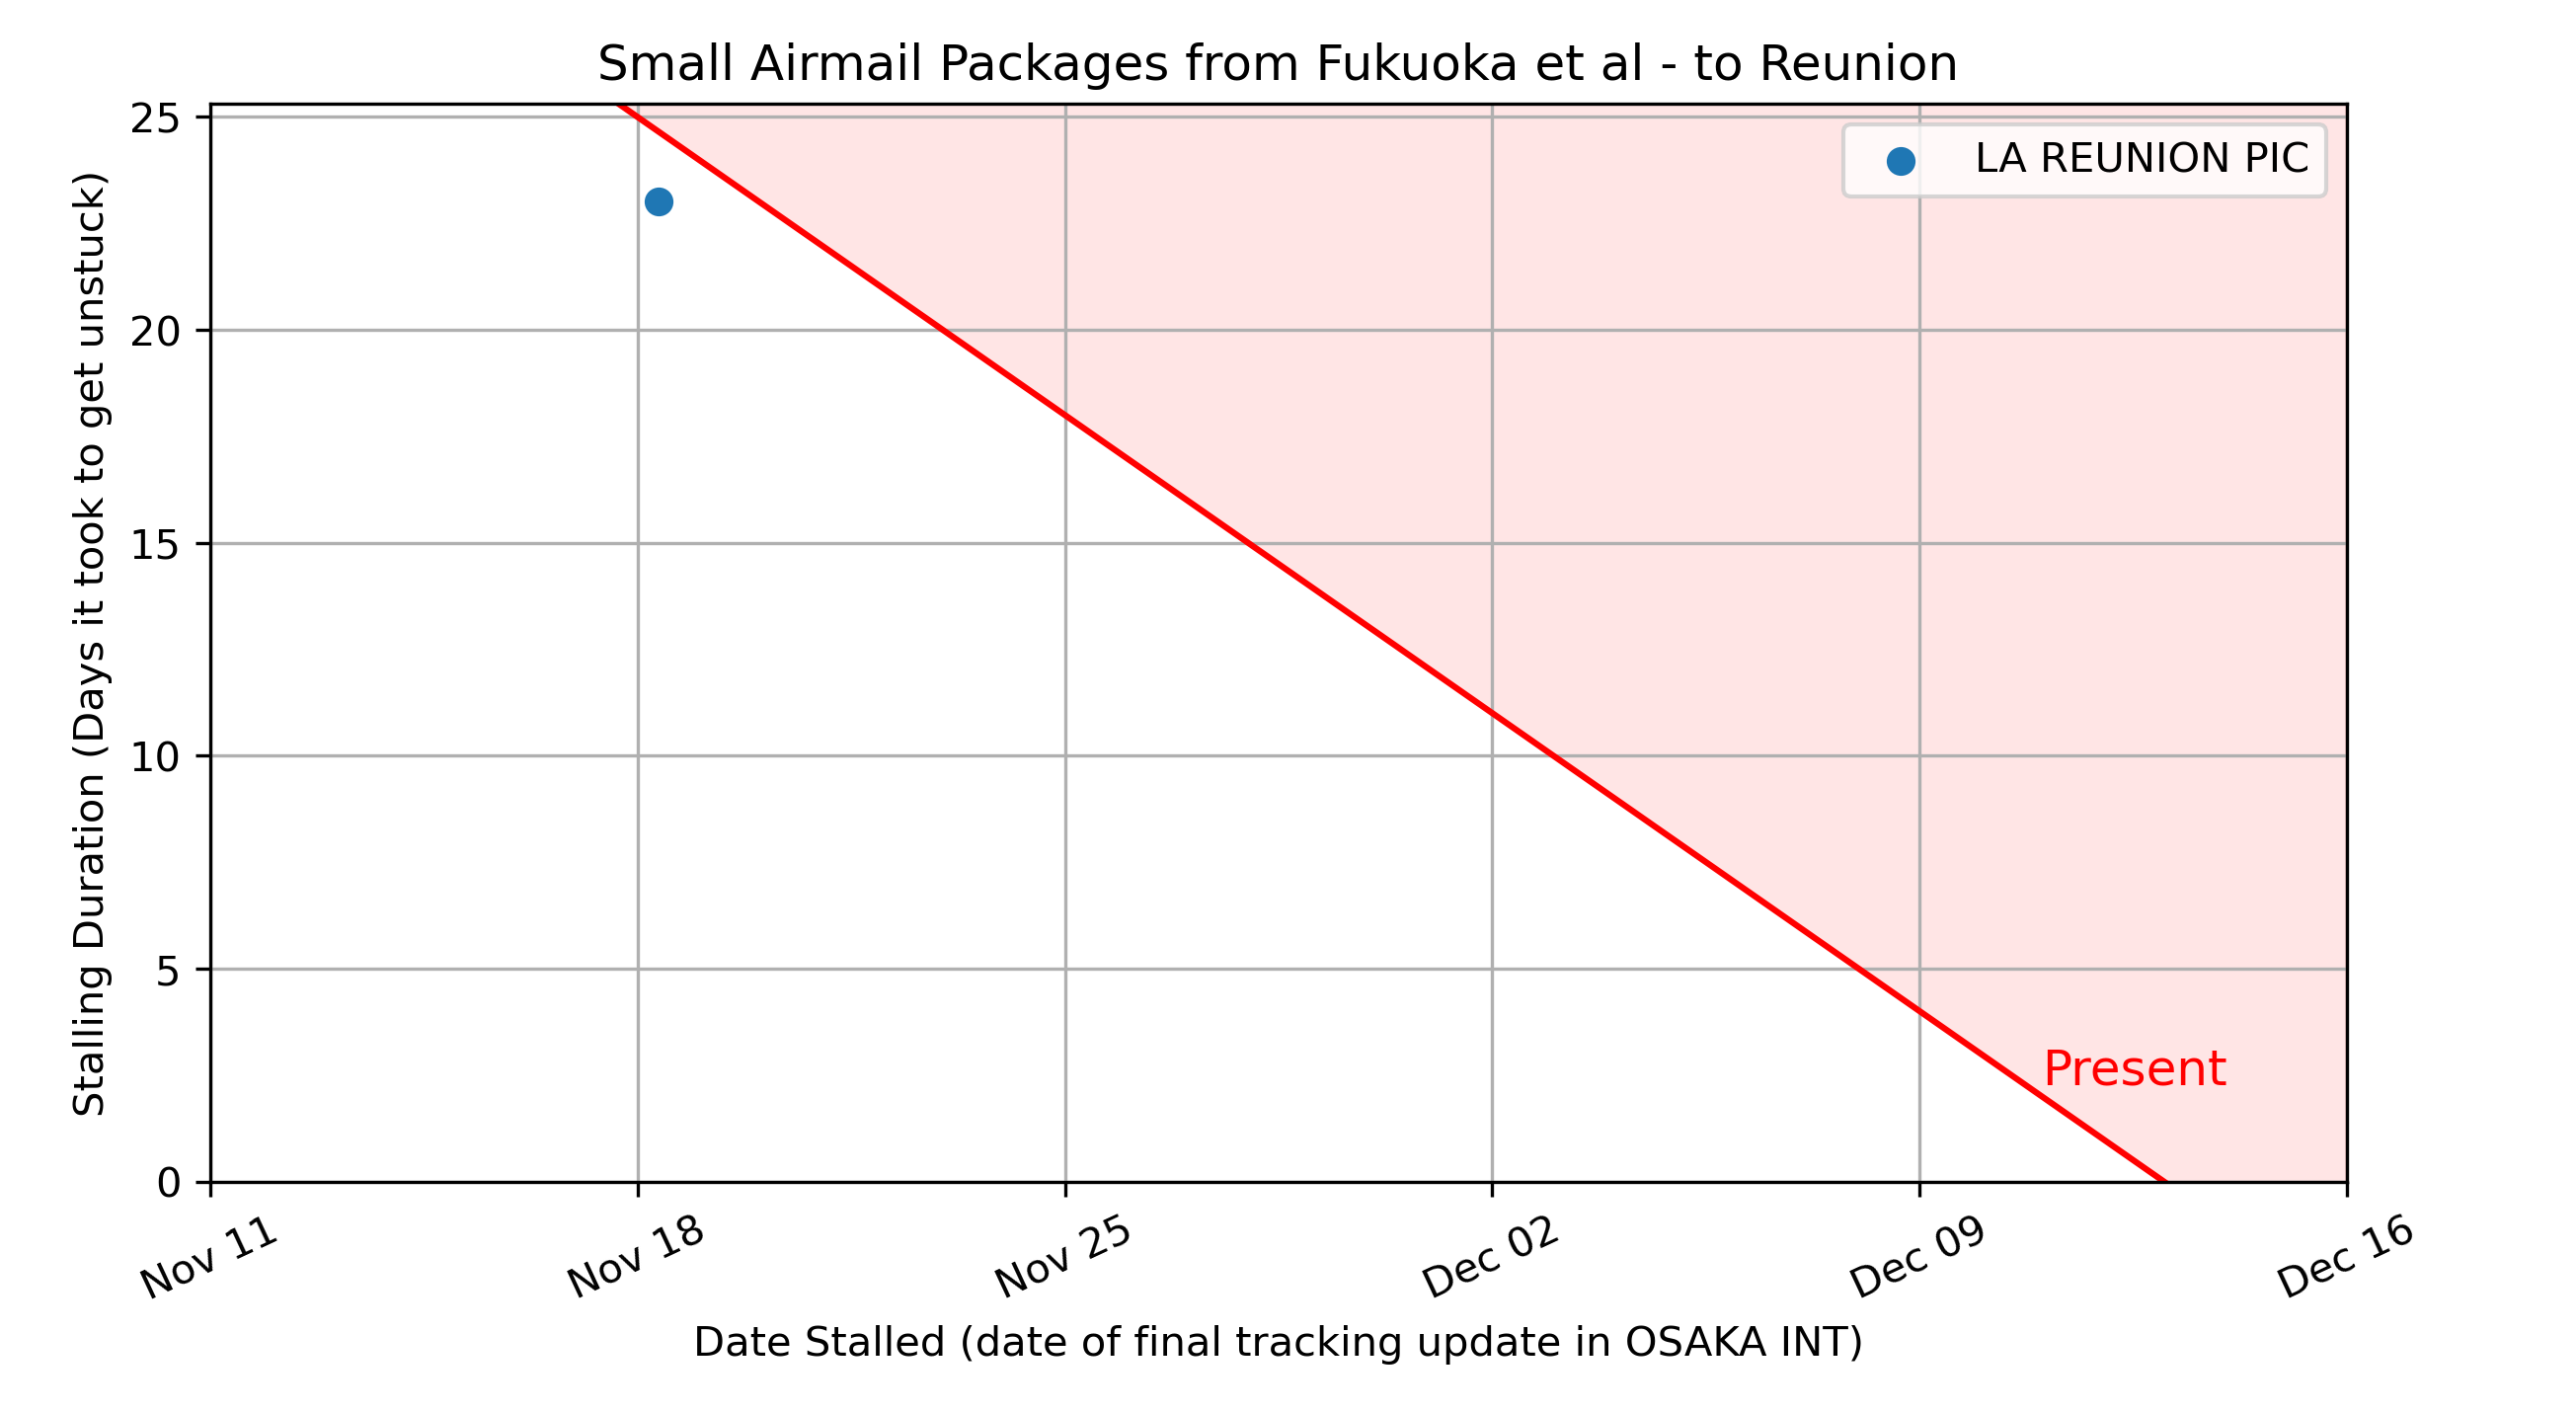 Small Airmail Packages from Fukuoka et al - to Reunion
LA REUNION PIC
Stalling Duration (Days it took to get unstuck)
25
20
15
10
5
0
Present
Nov 11
Nov 18
Nov 25
Dec 02
Dec 09
Dec 16
Date Stalled (date of final tracking update in OSAKA INT)